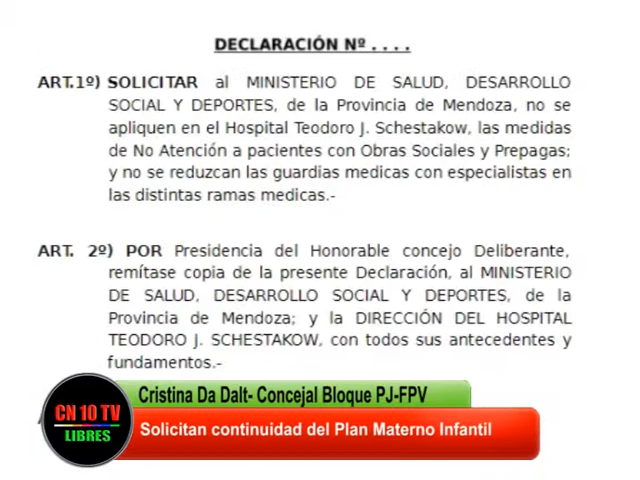 DECLARACIÓN Nº . . . .
ART.1º) SOLICITAR al MINISTERIO DE SALUD, DESARROLLO
SOCIAL Y DEPORTES, de la Provincia de Mendoza, no se
apliquen en el Hospital Teodoro J. Schestakow, las medidas
de No Atención a pacientes con Obras Sociales y Prepagas;
y no se reduzcan las guardias medicas con especialistas en
las distintas ramas medicas.-
ART. 2º) POR Presidencia del Honorable concejo Deliberante,
remítase copia de la presente Declaración, al MINISTERIO
DE SALUD, DESARROLLO SOCIAL Y DEPORTES, de la
Provincia de Mendoza; y la DIRECCIÓN DEL HOSPITAL
TEODORO J. SCHESTAKOW, con todos sus antecedentes y
fundamentos.-
Cristina Da Dalt- Concejal Bloque PJ-FPV
CN 10 TV
LIBRES
Solicitan continuidad del Plan Materno Infantil